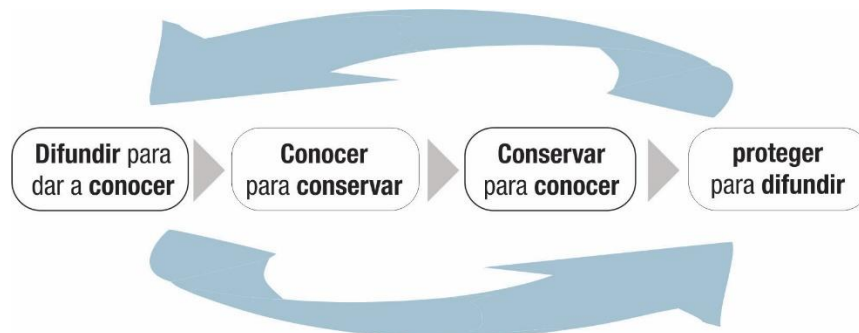 Difundir para
dar a conocer
Conocer
para conservar
Conservar
para conocer
proteger
para difundir